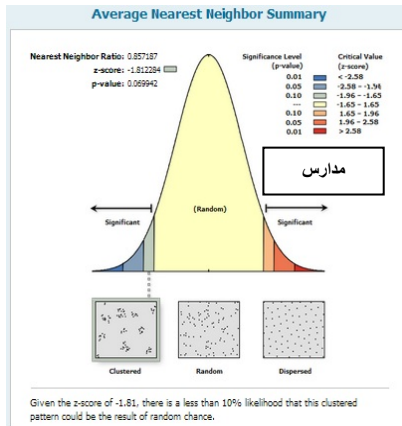 Average Nearest Neighbor Summary
Nearest Neighbor Ratio: 0.857187
z-score: -1.812284
p-value: 0.069942
Significance Level
(p-value)
Critical Value
(z-score)
0.01 < -2.58
0.05 -2.58 - -1.96
0.10 -1.96 - -1.65
--- -1.65 - 1.65
0.10 1.65 - 1.96
0.05 1.96 - 2.58
0.01 > 2.58
مدارس
(Random)
Significant
Significant
Clustered
Random
Dispersed
Given the z-score of -1.81, there is a less than 10% likelihood that this clustered
pattern could be the result of random chance.